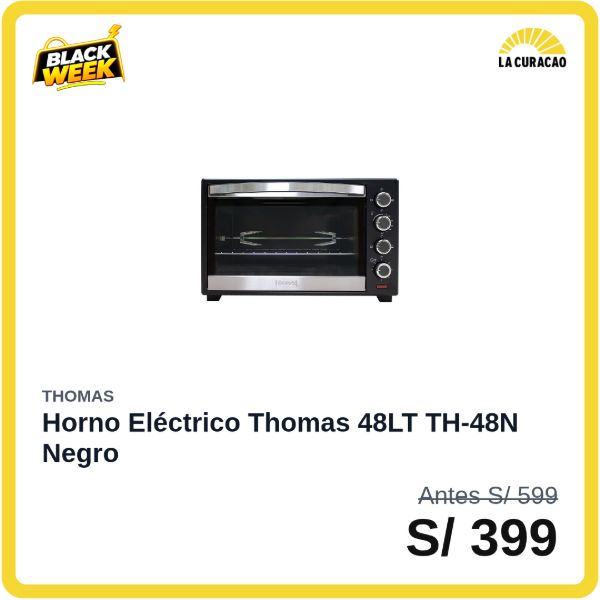 BLACK
WEEK
LA CURACAO
THOMAS
Horno Eléctrico Thomas 48LT TH-48N
Negro
Antes S/ 599
S/ 399